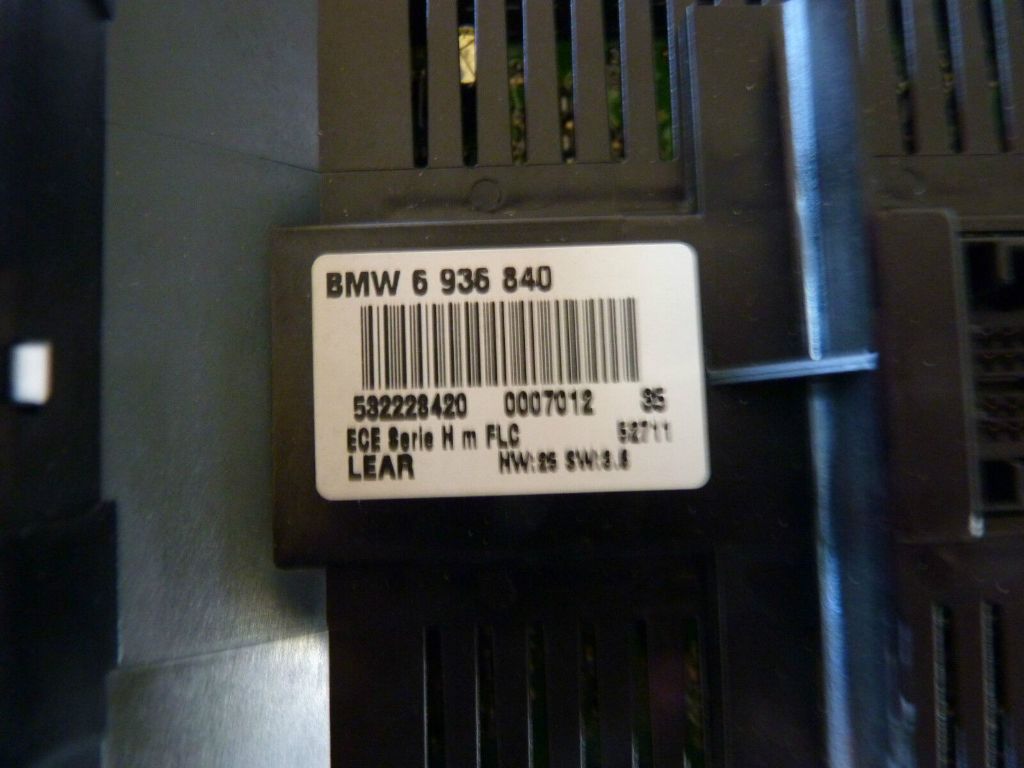 BMW 6 936 840
532228420 0007012 35
ECE Serie H m FLC 52711
LEAR HW:25 SW:3.5